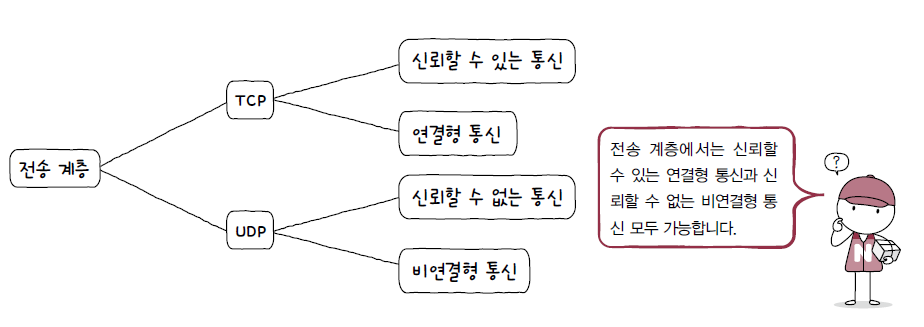 신뢰할 수 있는 통신
TCP
연결형 통신
전송 계층
신뢰할 수 없는 통신
UDP
비연결형 통신
전송 계층에서는 신뢰할
수 있는 연결형 통신과 신
뢰할 수 없는 비연결형 통
신 모두 가능합니다.
?
N